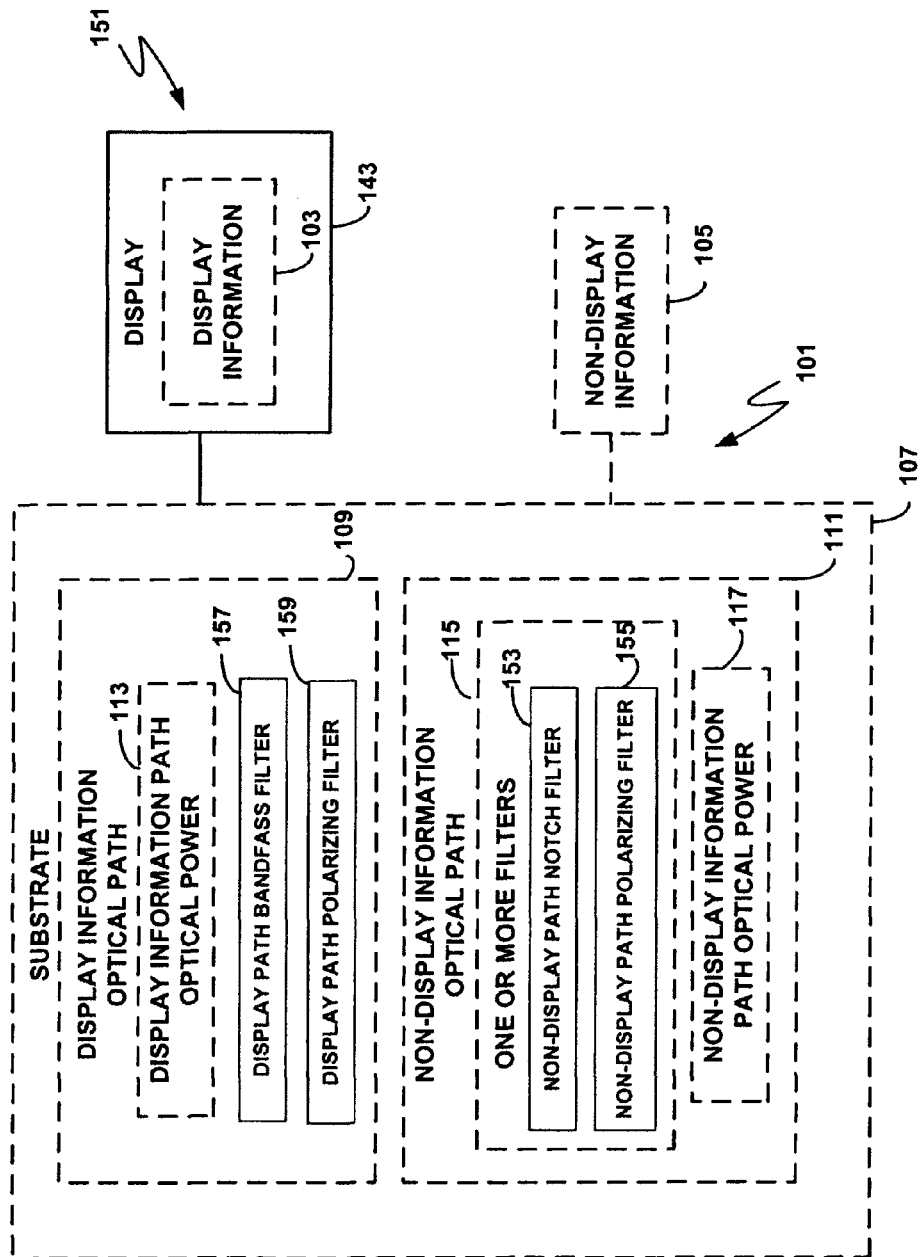 SUBSTRATE
DISPLAY INFORMATION
OPTICAL PATH
113
DISPLAY INFORMATION PATH
OPTICAL POWER
157
DISPLAY PATH BANDFASS FILTER
159
DISPLAY PATH POLARIZING FILTER
109
NON-DISPLAY INFORMATION
OPTICAL PATH
115
ONE OR MORE FILTERS
153
NON-DISPLAY PATH NOTCH FILTER
155
NON-DISPLAY PATH POLARIZING FILTER
117
NON-DISPLAY INFORMATION
PATH OPTICAL POWER
111
107
101
DISPLAY
DISPLAY
INFORMATION
103
143
151
NON-DISPLAY
INFORMATION
105